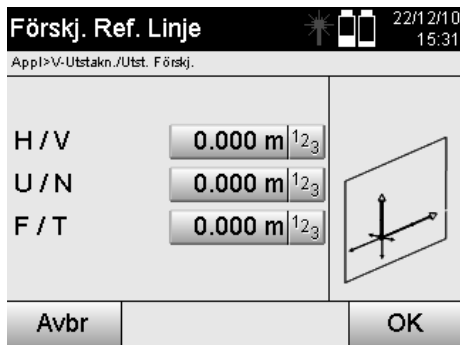 Förskj. Ref. Linje
22/12/10
15:31
Appl>V-Utstakn./Utst. Förskj.
H / V 0.000 m 123
U / N 0.000 m 123
F / T 0.000 m 123
Avbr OK